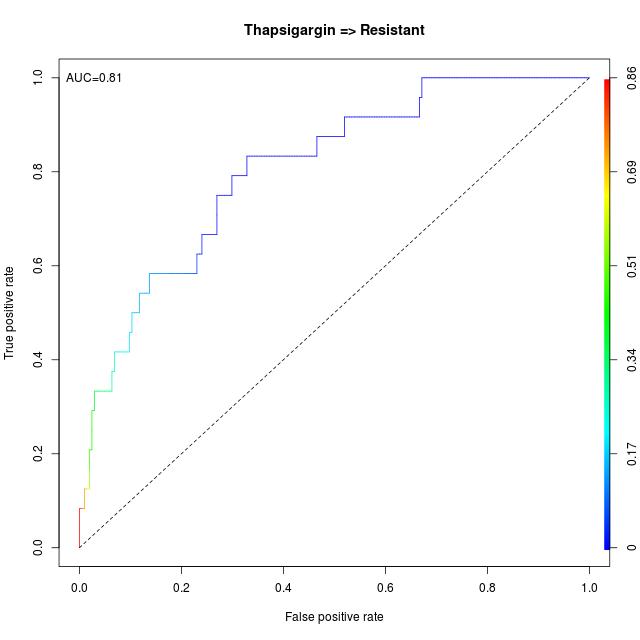 Thapsigargin => Resistant
AUC=0.81
True positive rate
1.0
0.8
0.6
0.4
0.2
0.0
0.0 0.2 0.4 0.6 0.8 1.0
False positive rate
0.86
0.69
0.51
0.34
0.17
0